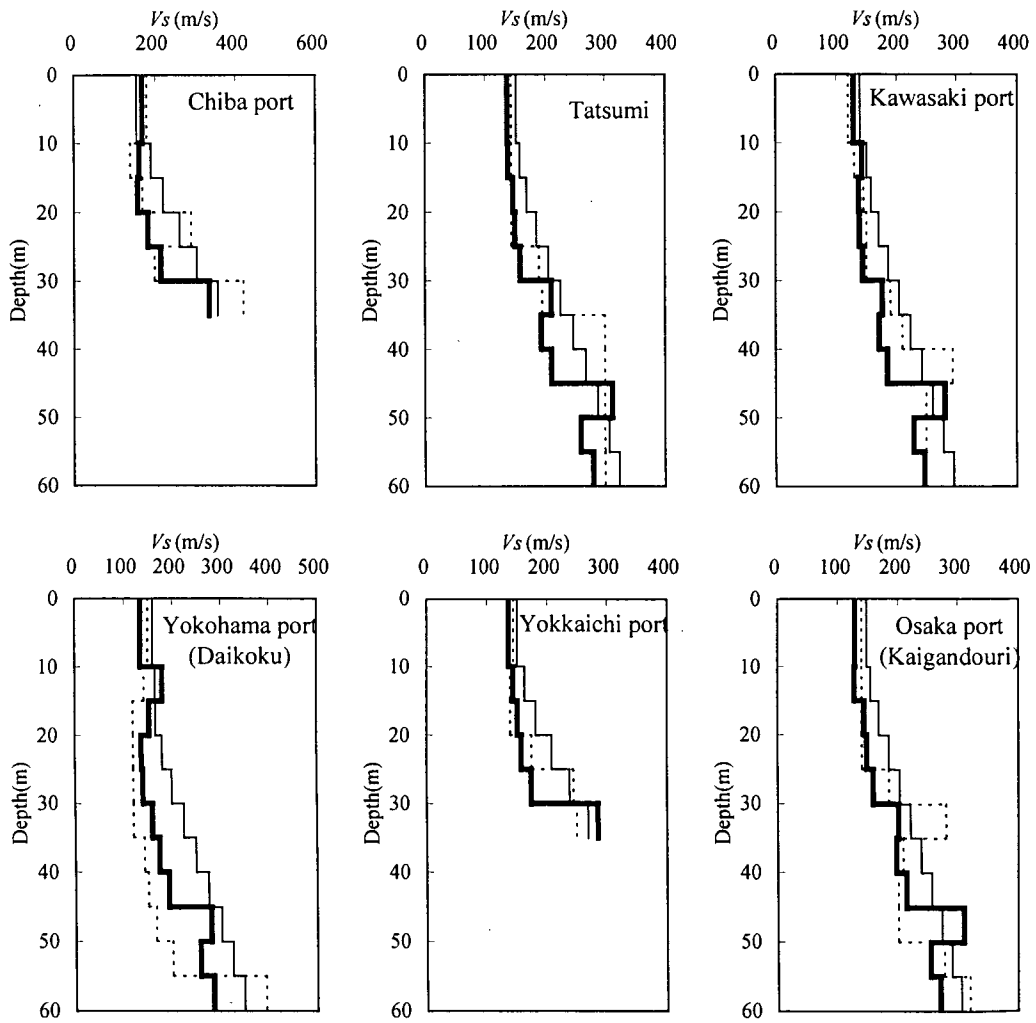 Vs (m/s)
0 200 400 600
0
10
20
30
40
50
60
Depth(m)
Chiba port
Vs (m/s)
0 100 200 300 400
0
10
20
30
40
50
60
Depth(m)
Tatsumi
Vs (m/s)
0 100 200 300 400
0
10
20
30
40
50
60
Depth(m)
Kawasaki port
Vs (m/s)
0 100 200 300 400 500
0
10
20
30
40
50
60
Depth(m)
Yokohama port
(Daikoku)
Vs (m/s)
0 100 200 300 400
0
10
20
30
40
50
60
Depth(m)
Yokkaichi port
Vs (m/s)
0 100 200 300 400
0
10
20
30
40
50
60
Depth(m)
Osaka port
(Kaigandouri)